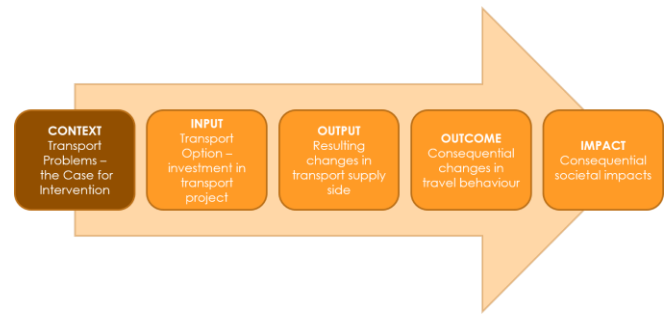 CONTEXT
Transport
Problems –
the Case for
Intervention
INPUT
Transport
Option –
investment in
transport
project
OUTPUT
Resulting
changes in
transport supply
side
OUTCOME
Consequential
changes in
travel behaviour
IMPACT
Consequential
societal impacts